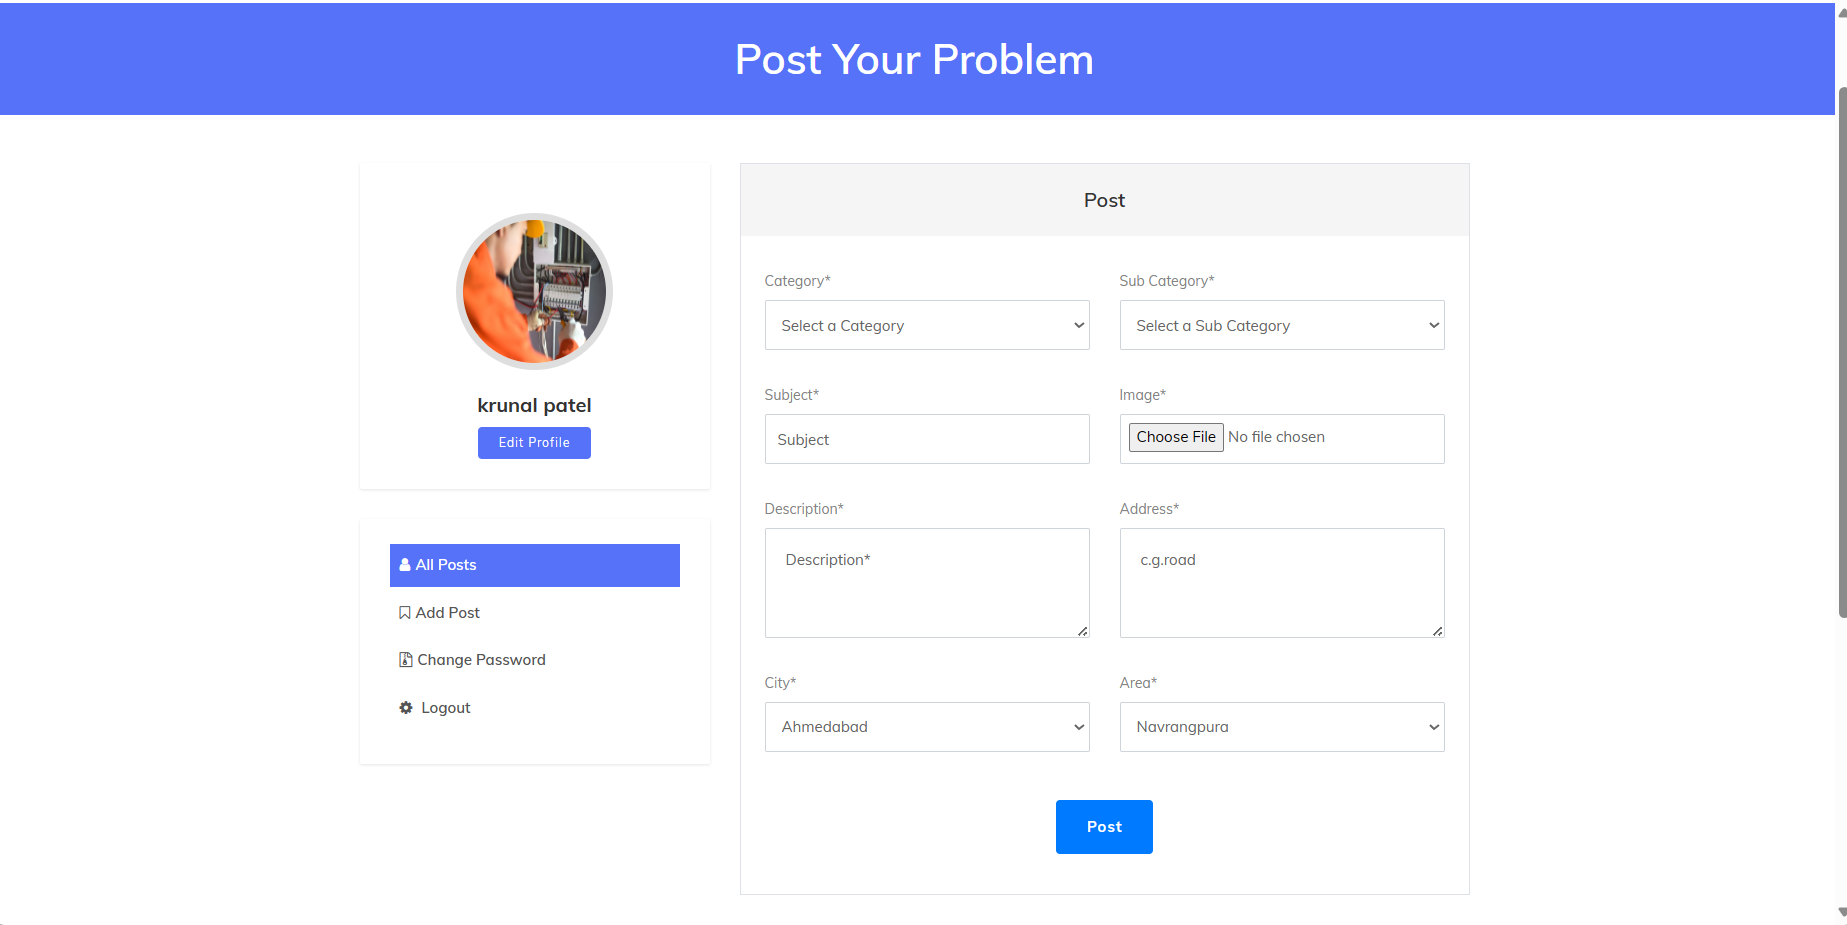 Post Your Problem
krunal patel
Edit Profile
All Posts
Add Post
Change Password
Logout
Post
Category*
Sub Category*
Select a Category
Select a Sub Category
Subject*
Image*
Subject
Choose File No file chosen
Description*
Address*
Description*
c.g.road
City*
Area*
Ahmedabad
Navrangpura
Post